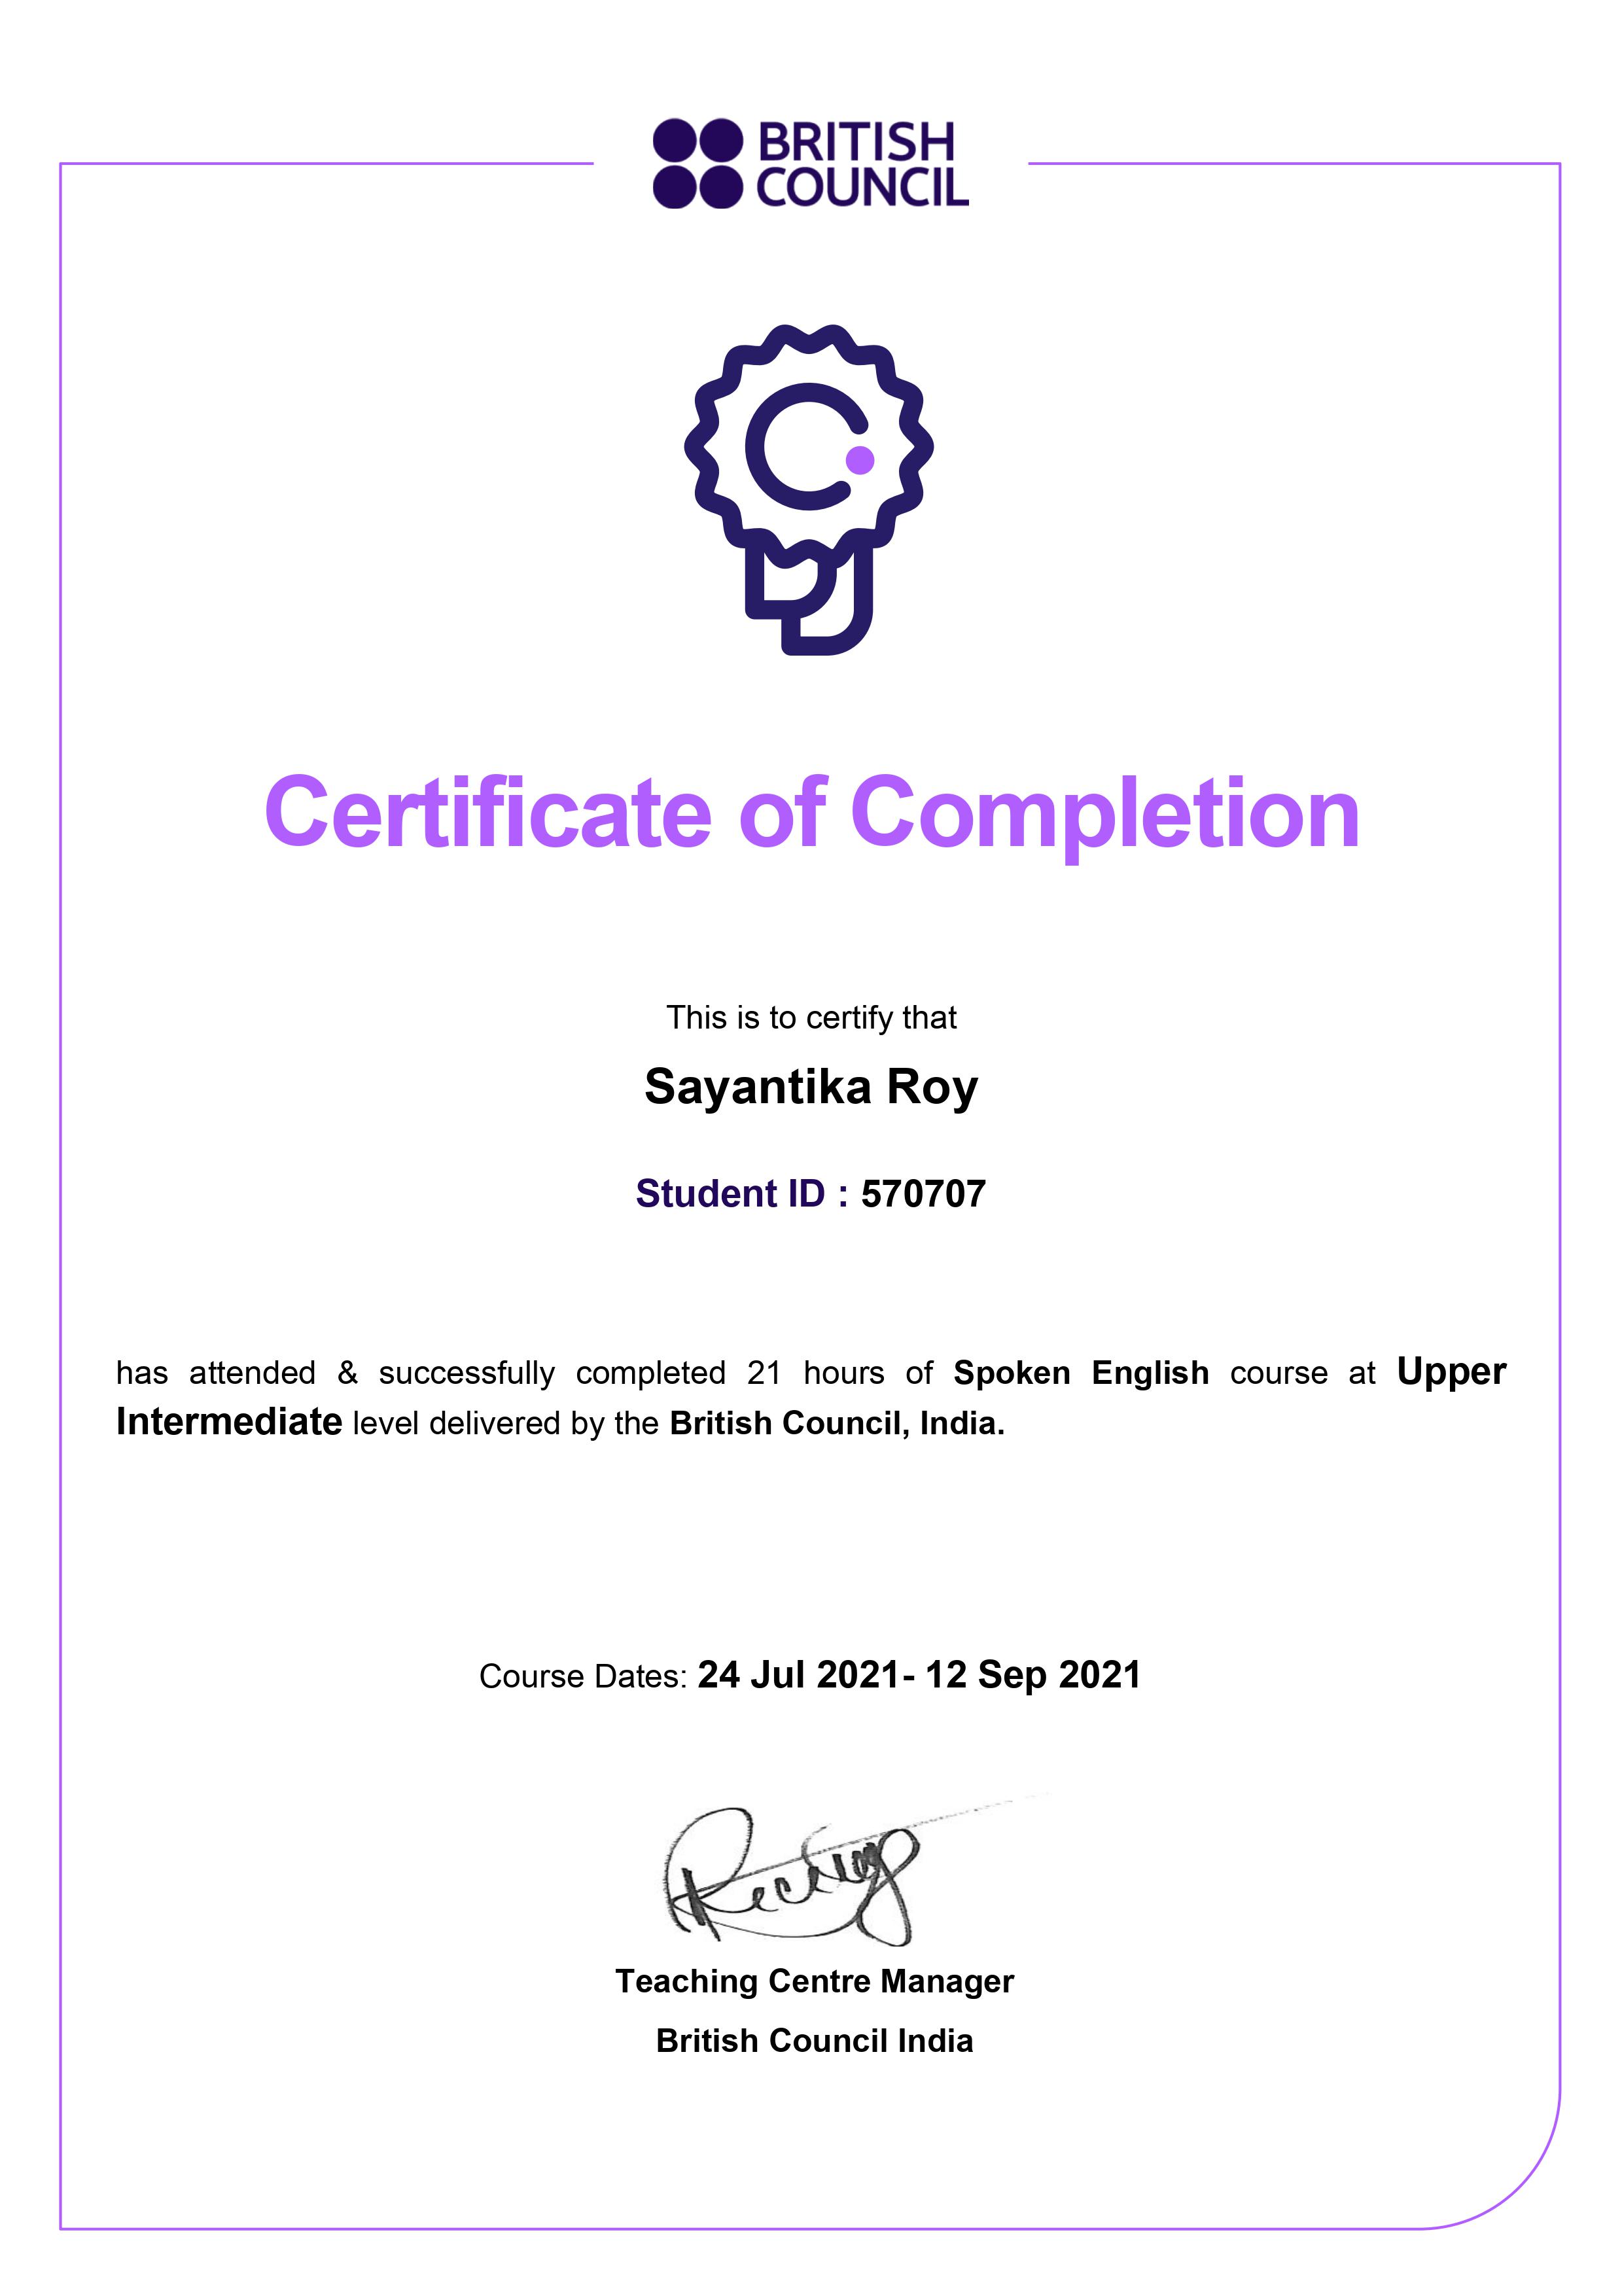 BRITISH
COUNCIL
Certificate of Completion
This is to certify that
Sayantika Roy
Student ID : 570707
has attended & successfully completed 21 hours of Spoken English course at Upper
Intermediate level delivered by the British Council, India.
Course Dates: 24 Jul 2021- 12 Sep 2021
Teaching Centre Manager
British Council India